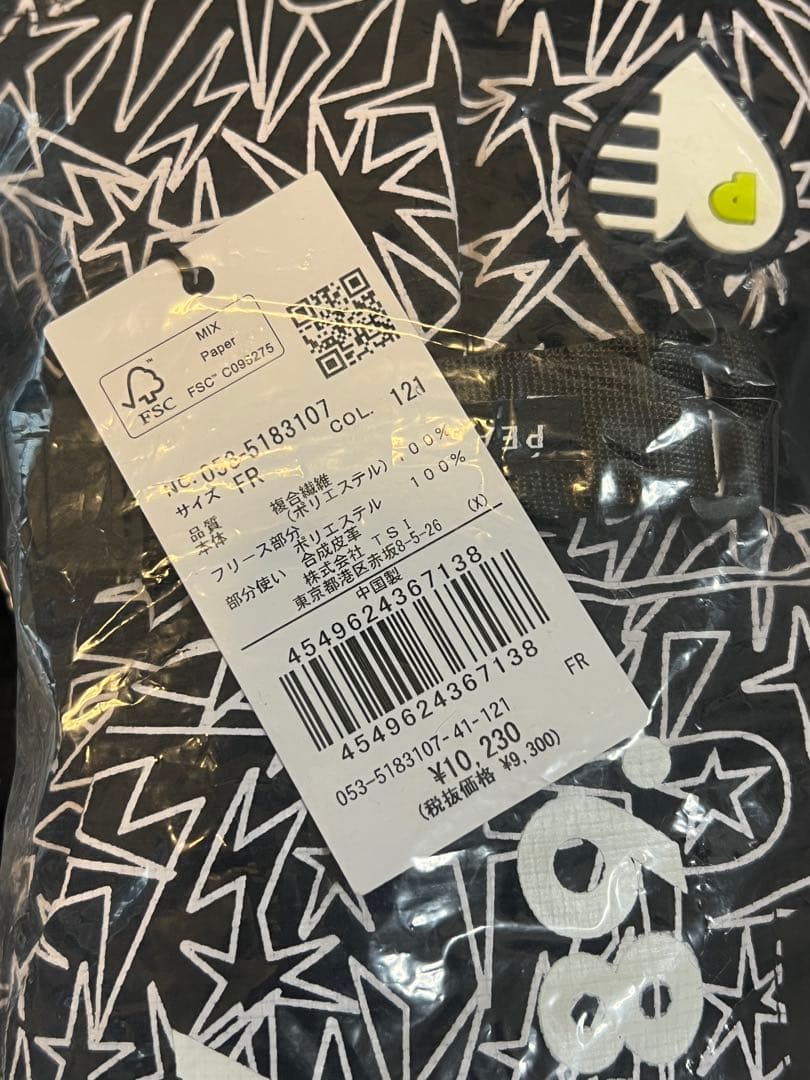 MIX
Paper
FSC™ C095275
FSC
NO. 053-5183107 COL. 121
サイズ FR
品質
本体 複合繊維
(ポリエステル) 100%
フリース部分 ポリエステル 100%
部分使い 合成皮革
株式会社 TSI
東京都港区赤坂8-5-26 (X)
中国製
4549624367138
4549624367138
FR
053-5183107-41-121
¥10,230
(税抜価格 ¥9,300)
P
PEA
68